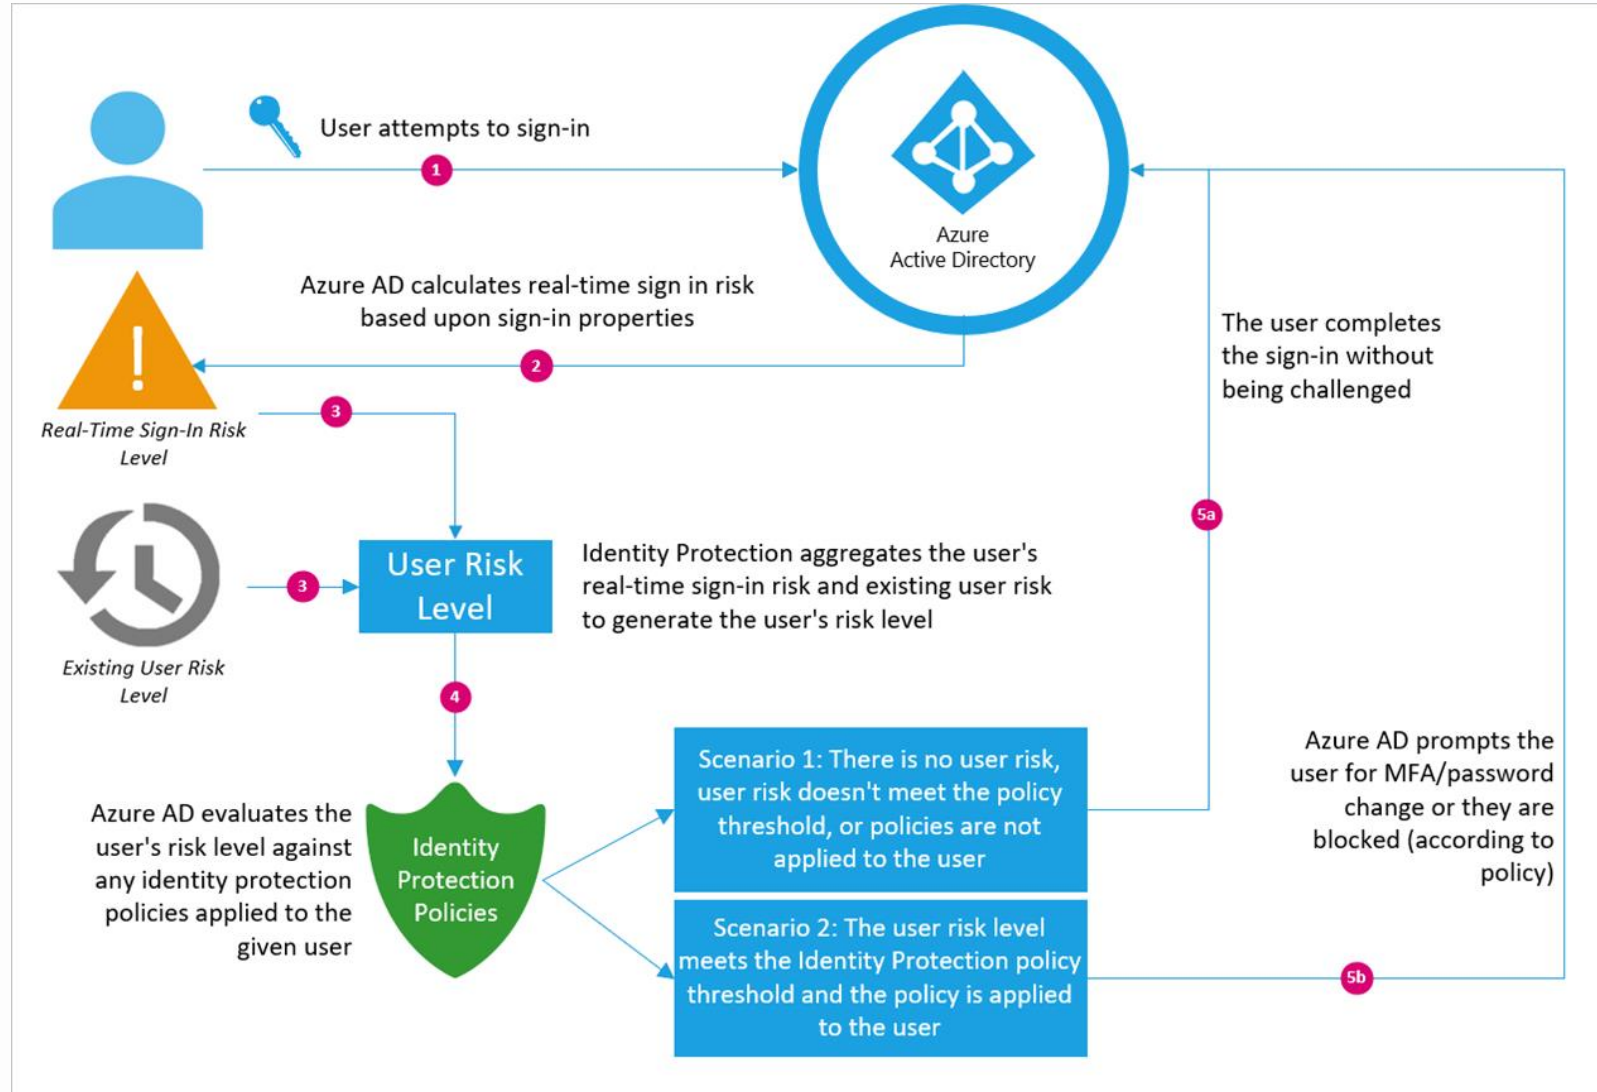 User attempts to sign-in
1
Azure
Active Directory
Azure AD calculates real-time sign in risk
based upon sign-in properties
2
Real-Time Sign-In Risk
Level
3
The user completes
the sign-in without
being challenged
5a
Existing User Risk
Level
3
User Risk
Level
Identity Protection aggregates the user's
real-time sign-in risk and existing user risk
to generate the user's risk level
4
Azure AD evaluates the
user's risk level against
any identity protection
policies applied to the
given user
Identity
Protection
Policies
Scenario 1: There is no user risk,
user risk doesn't meet the policy
threshold, or policies are not
applied to the user
Scenario 2: The user risk level
meets the Identity Protection policy
threshold and the policy is applied
to the user
Azure AD prompts the
user for MFA/password
change or they are
blocked (according to
policy)
5b